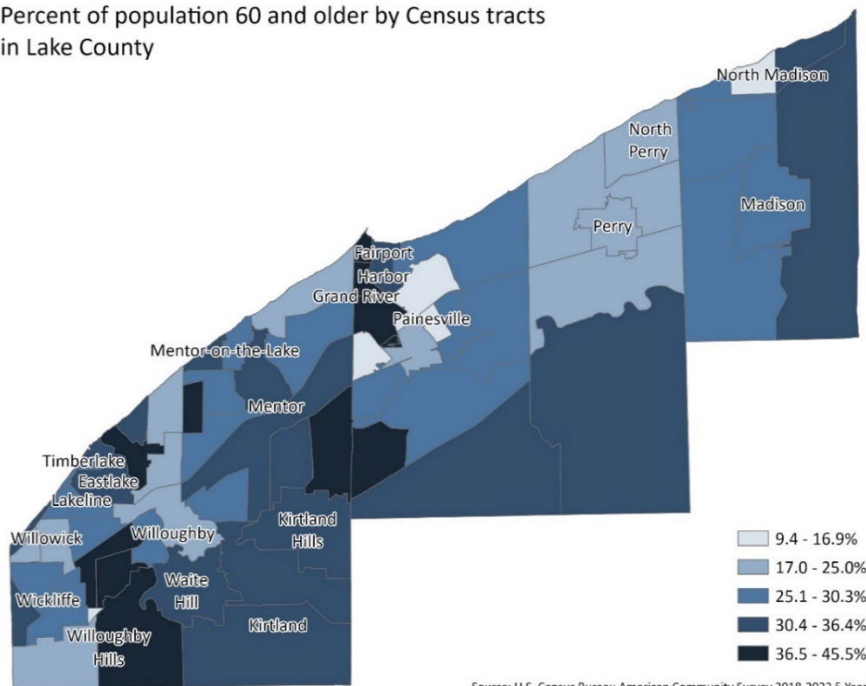 Percent of population 60 and older by Census tracts
in Lake County
North Madison
North
Perry
Madison
Perry
Fairport
Harbor
Grand River
Painesville
Mentor-on-the-Lake
Mentor
Timberlake
Eastlake
Lakeline
Willowick
Willoughby
Kirtland
Hills
Waite
Hill
Wickliffe
Kirtland
Willoughby
Hills
9.4 - 16.9%
17.0 - 25.0%
25.1 - 30.3%
30.4 - 36.4%
36.5 - 45.5%